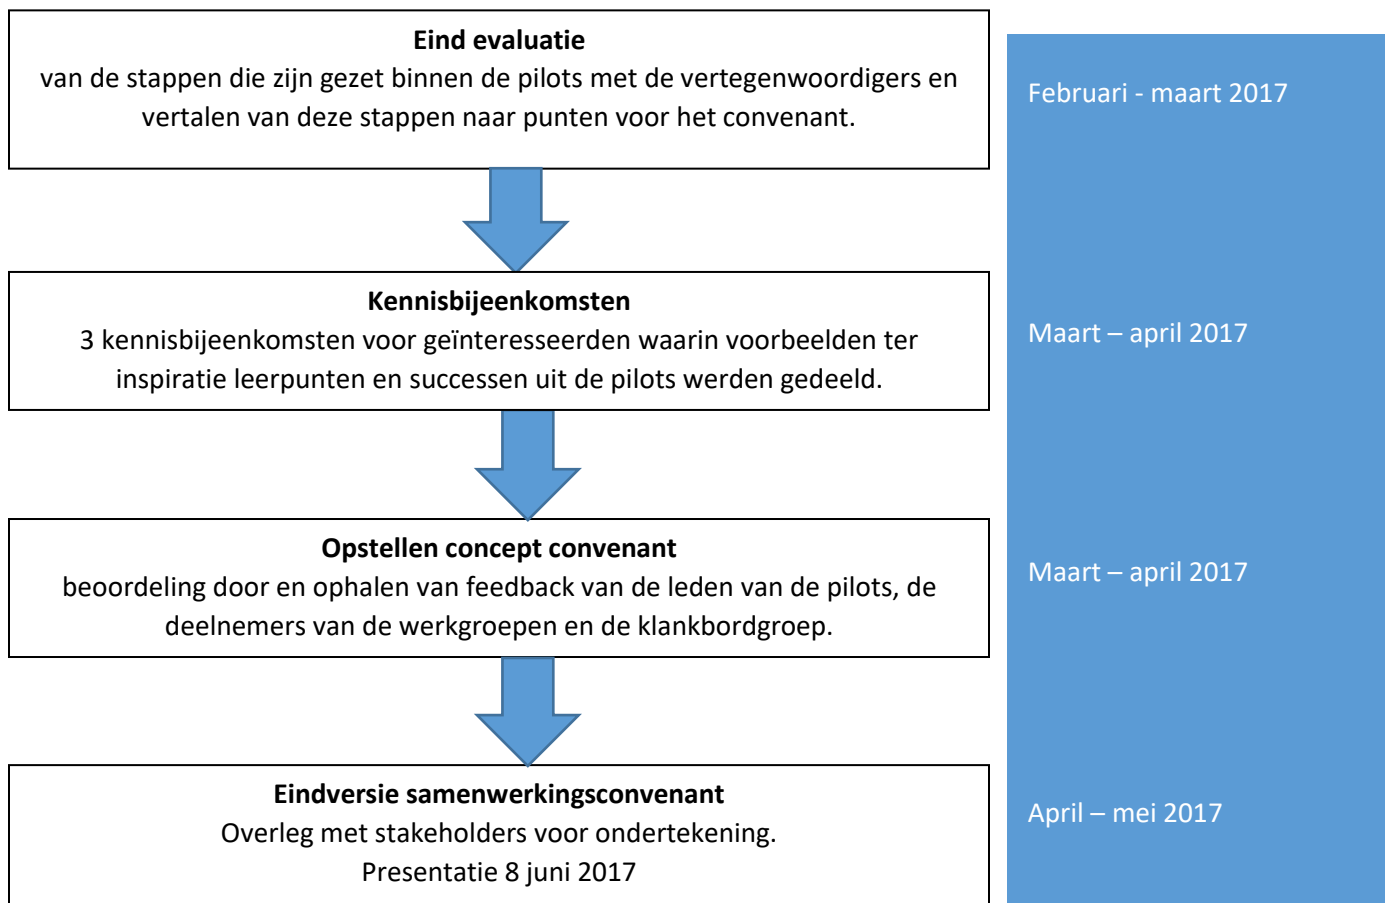 Eind evaluatie
van de stappen die zijn gezet binnen de pilots met de vertegenwoordigers en
vertalen van deze stappen naar punten voor het convenant.
Februari - maart 2017
Kennisbijeenkomsten
3 kennisbijeenkomsten voor geïnteresseerden waarin voorbeelden ter
inspiratie leerpunten en successen uit de pilots werden gedeeld.
Maart – april 2017
Opstellen concept convenant
beoordeling door en ophalen van feedback van de leden van de pilots, de
deelnemers van de werkgroepen en de klankbordgroep.
Maart – april 2017
Eindversie samenwerkingsconvenant
Overleg met stakeholders voor ondertekening.
Presentatie 8 juni 2017
April – mei 2017